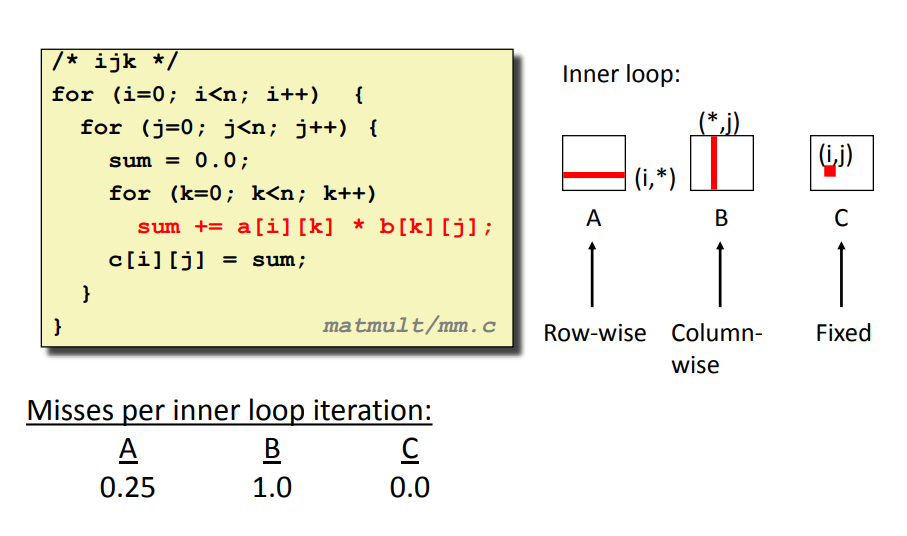 /* ijk */
for (i=0; i<n; i++)  {
  for (j=0; j<n; j++) {
    sum = 0.0;
    for (k=0; k<n; k++)
      sum += a[i][k] * b[k][j];
    c[i][j] = sum;
  }
}
matmult/mm.c
Inner loop:
(*,j)
(i,j)
(i,*)
A
B
C
Row-wise
Column-
wise
Fixed
Misses per inner loop iteration:
A B C
0.25 1.0 0.0